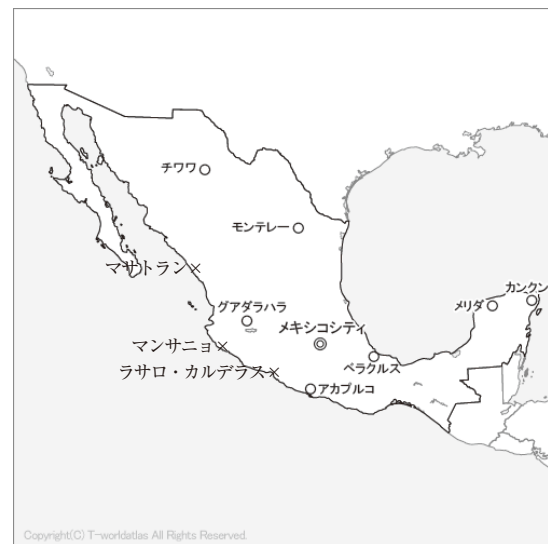 チワワ
モンテレー
マサトラン×
カンクン
メリダ
グアダラハラ
メキシコシティ
マンサニョ×
ベラクルス
ラサロ・カルデラス×
アカプルコ
Copyright(C) T-worldatlas All Rights Reserved.